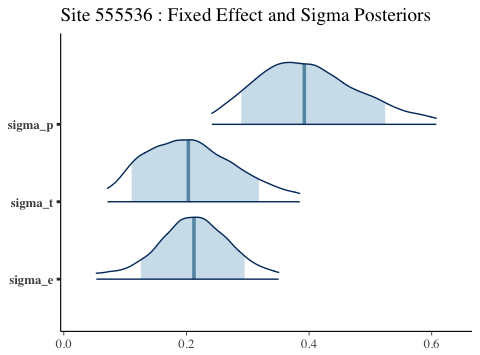 Site 555536 : Fixed Effect and Sigma Posteriors
sigma_p
sigma_t
sigma_e
0.0 0.2 0.4 0.6